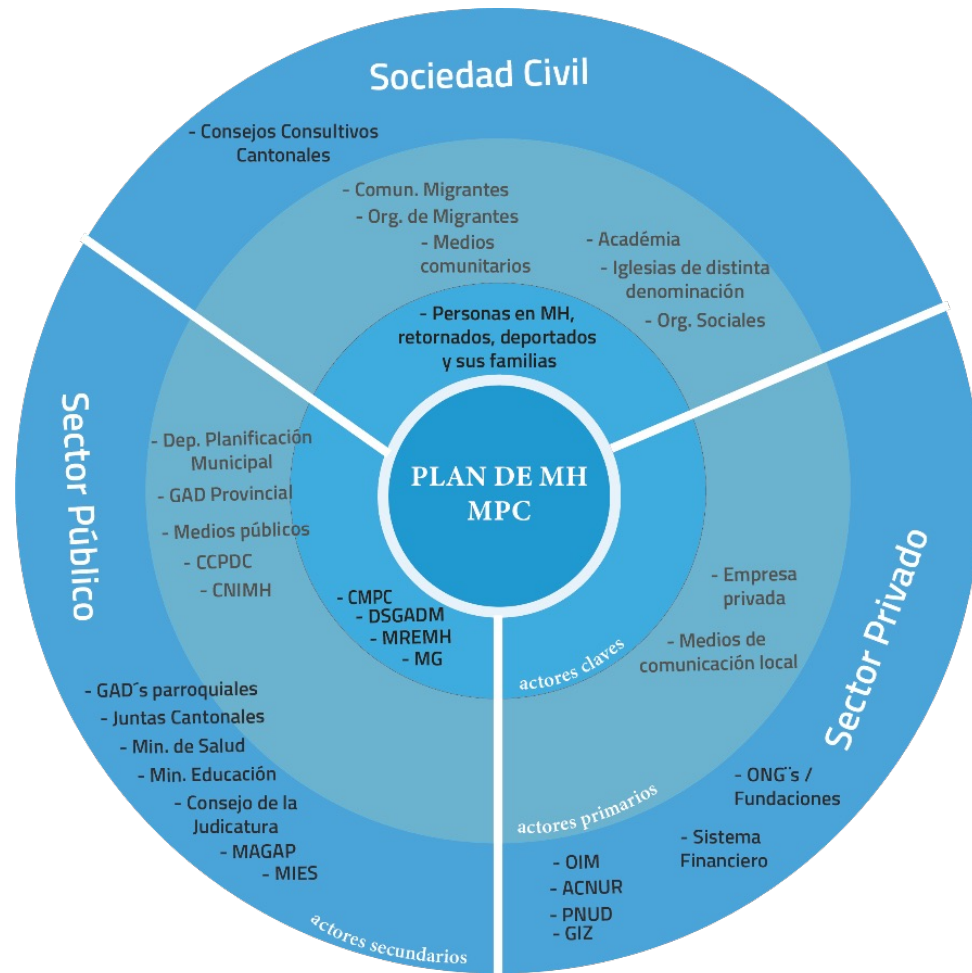 Sociedad Civil
- Consejos Consultivos
Cantonales
- Comun. Migrantes
- Org. de Migrantes
- Medios
comunitarios
- Académia
- Iglesias de distinta
denominación
- Org. Sociales
- Personas en MH,
retornados, deportados
y sus familias
PLAN DE MH
MPC
Sector Público
- Dep. Planificación
Municipal
- GAD Provincial
- Medios públicos
- CCPDC
- CNIMH
- CMPC
- DSGADM
- MREMH
- MG
- GAD´s parroquiales
- Juntas Cantonales
- Min. de Salud
- Min. Educación
- Consejo de la
Judicatura
- MAGAP
- MIES
Sector Privado
- Empresa
privada
- Medios de
comunicación local
- ONG¨s /
Fundaciones
- Sistema
Financiero
- OIM
- ACNUR
- PNUD
- GIZ
actores claves
actores primarios
actores secundarios